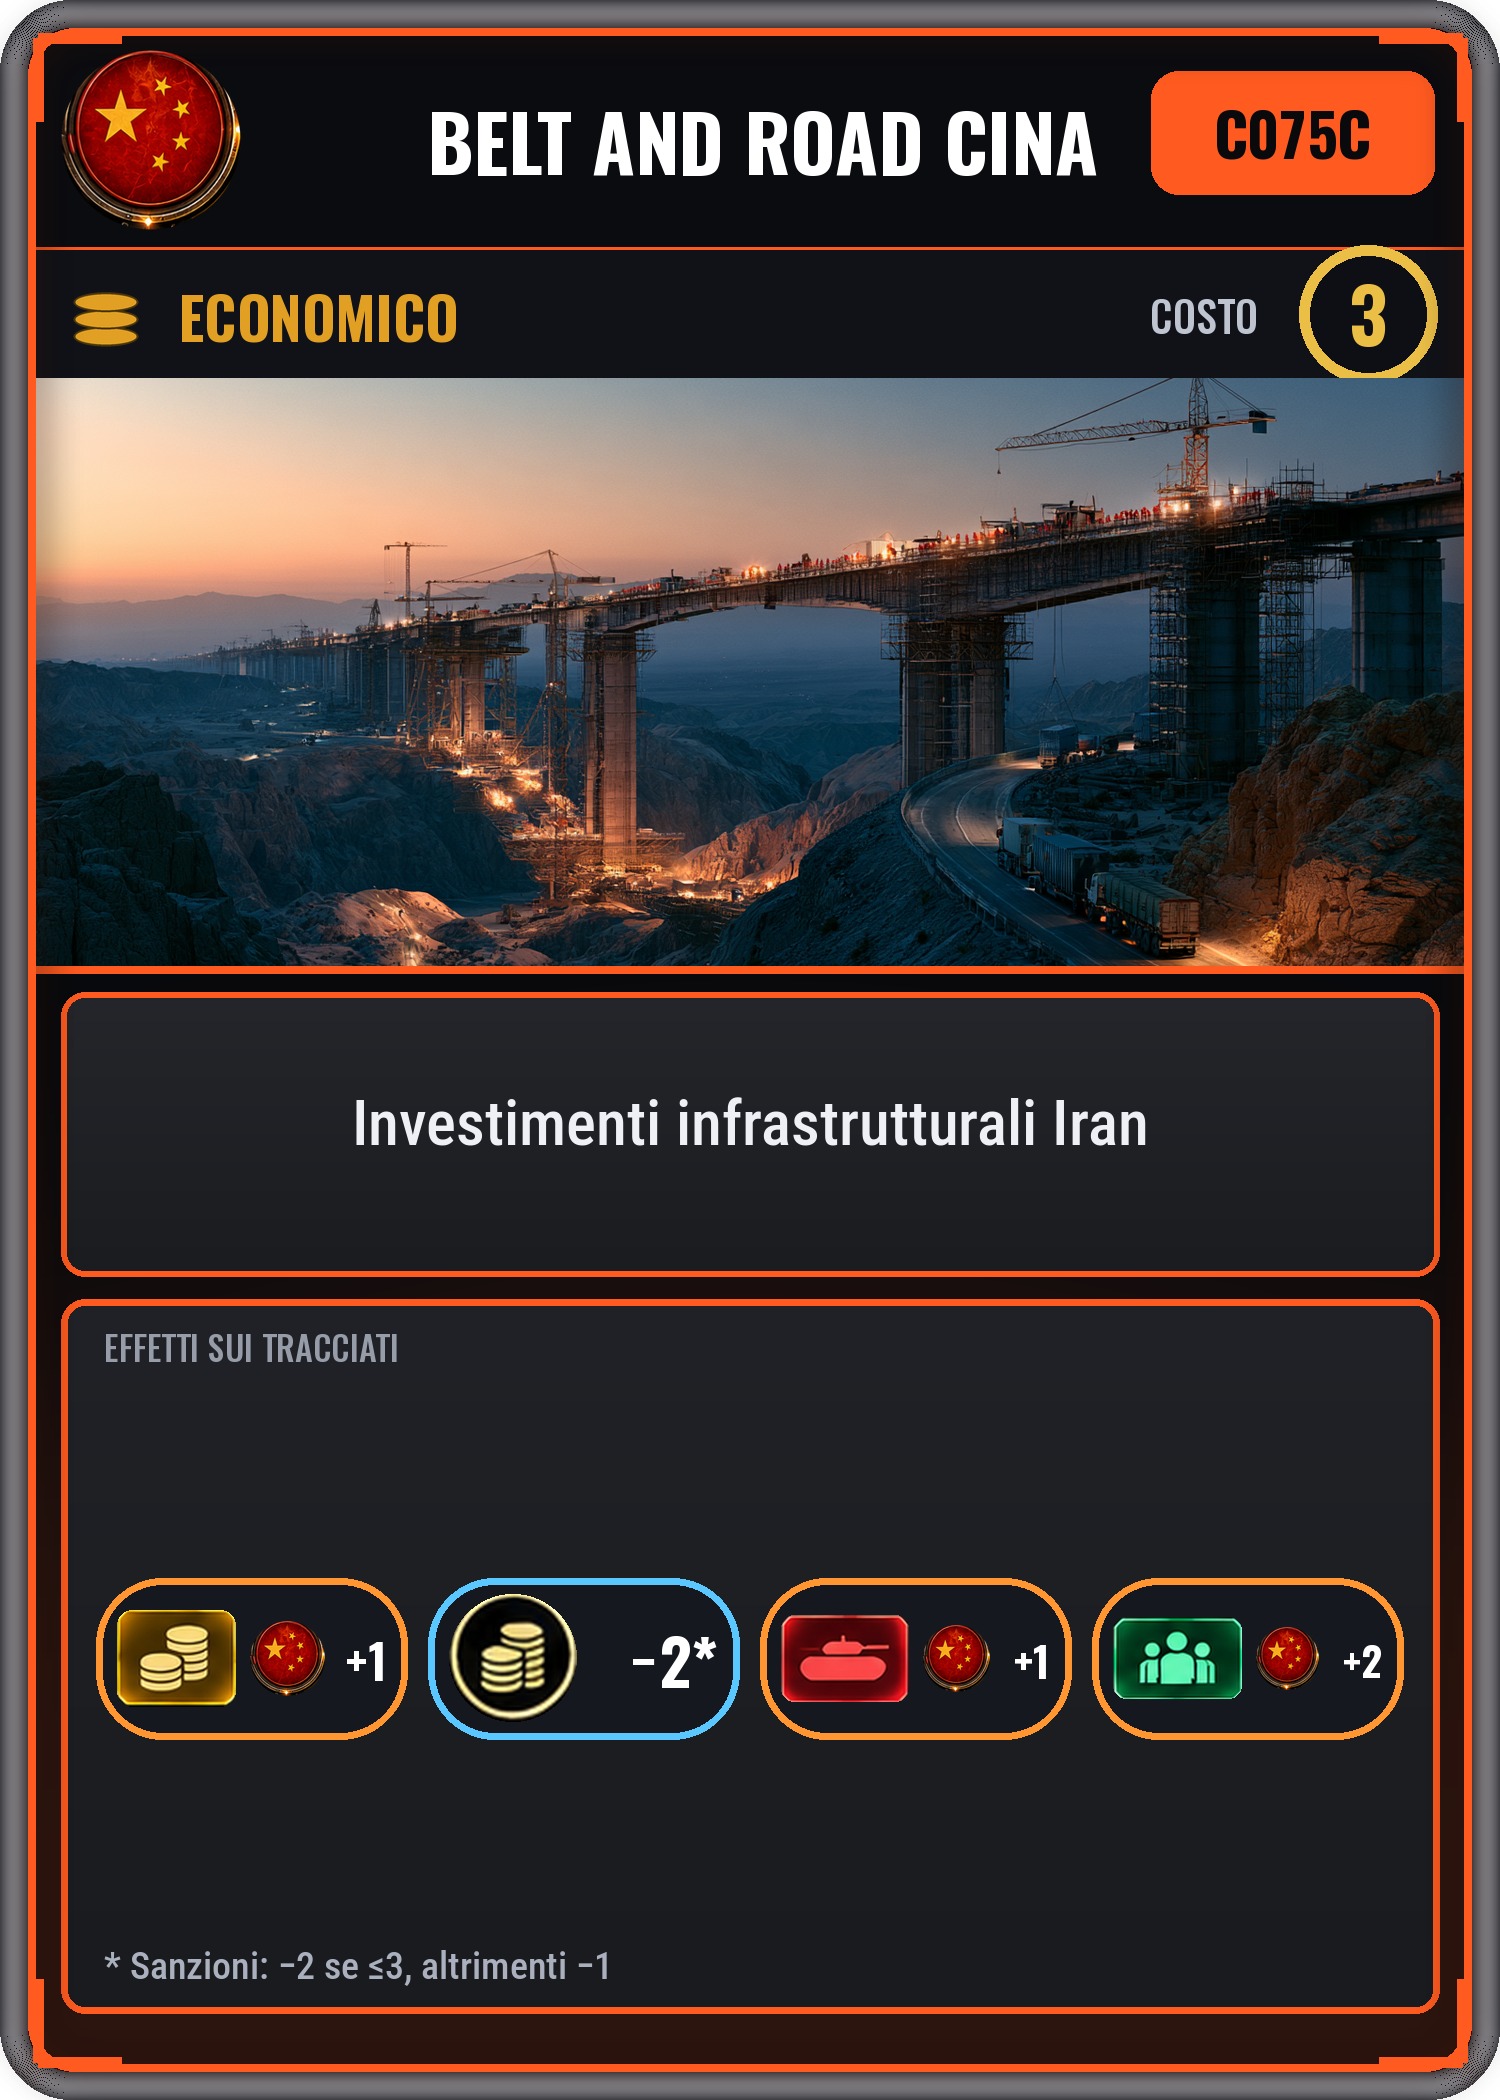 BELT AND ROAD CINA
C075C
ECONOMICO
COSTO
3
Investimenti infrastrutturali Iran
EFFETTI SUI TRACCIATI
+1
−2*
+1
+2
* Sanzioni: −2 se ≤3, altrimenti −1